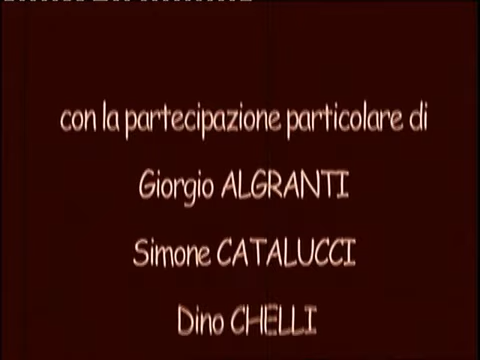 con la partecipazione particolare di
Giorgio ALGRANTI
Simone CATALUCCI
Dino CHELLI